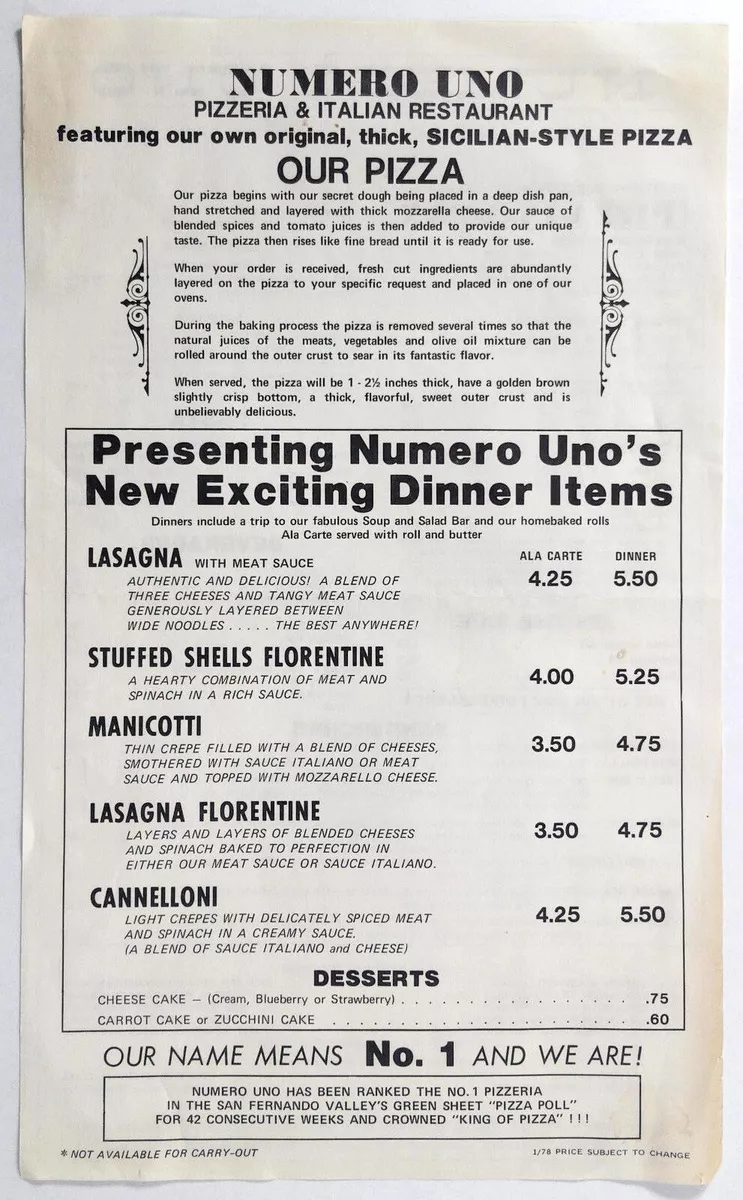 NUMERO UNO
PIZZERIA & ITALIAN RESTAURANT
featuring our own original, thick, SICILIAN-STYLE PIZZA
OUR PIZZA
Our pizza begins with our secret dough being placed in a deep dish pan,
hand stretched and layered with thick mozzarella cheese. Our sauce of
blended spices and tomato juices is then added to provide our unique
taste. The pizza then rises like fine bread until it is ready for use.
When your order is received, fresh cut ingredients are abundantly
layered on the pizza to your specific request and placed in one of our
ovens.
During the baking process the pizza is removed several times so that the
natural juices of the meats, vegetables and olive oil mixture can be
rolled around the outer crust to sear in its fantastic flavor.
When served, the pizza will be 1 - 2½ inches thick, have a golden brown
slightly crisp bottom, a thick, flavorful, sweet outer crust and is
unbelievably delicious.
Presenting Numero Uno's
New Exciting Dinner Items
Dinners include a trip to our fabulous Soup and Salad Bar and our homebaked rolls
Ala Carte served with roll and butter
ALA CARTE DINNER
LASAGNA WITH MEAT SAUCE 4.25 5.50
AUTHENTIC AND DELICIOUS! A BLEND OF
THREE CHEESES AND TANGY MEAT SAUCE
GENEROUSLY LAYERED BETWEEN
WIDE NOODLES . . . . . THE BEST ANYWHERE!
STUFFED SHELLS FLORENTINE 4.00 5.25
A HEARTY COMBINATION OF MEAT AND
SPINACH IN A RICH SAUCE.
MANICOTTI 3.50 4.75
THIN CREPE FILLED WITH A BLEND OF CHEESES,
SMOTHERED WITH SAUCE ITALIANO OR MEAT
SAUCE AND TOPPED WITH MOZZARELLO CHEESE.
LASAGNA FLORENTINE 3.50 4.75
LAYERS AND LAYERS OF BLENDED CHEESES
AND SPINACH BAKED TO PERFECTION IN
EITHER OUR MEAT SAUCE OR SAUCE ITALIANO.
CANNELLONI 4.25 5.50
LIGHT CREPES WITH DELICATELY SPICED MEAT
AND SPINACH IN A CREAMY SAUCE.
(A BLEND OF SAUCE ITALIANO and CHEESE)
DESSERTS
CHEESE CAKE — (Cream, Blueberry or Strawberry) . . . . . . . . . . . . . . . . . .75
CARROT CAKE or ZUCCHINI CAKE . . . . . . . . . . . . . . . . . . . . . . .60
OUR NAME MEANS No. 1 AND WE ARE!
NUMERO UNO HAS BEEN RANKED THE NO. 1 PIZZERIA
IN THE SAN FERNANDO VALLEY'S GREEN SHEET "PIZZA POLL"
FOR 42 CONSECUTIVE WEEKS AND CROWNED "KING OF PIZZA" ! ! !
* NOT AVAILABLE FOR CARRY-OUT
1/78 PRICE SUBJECT TO CHANGE